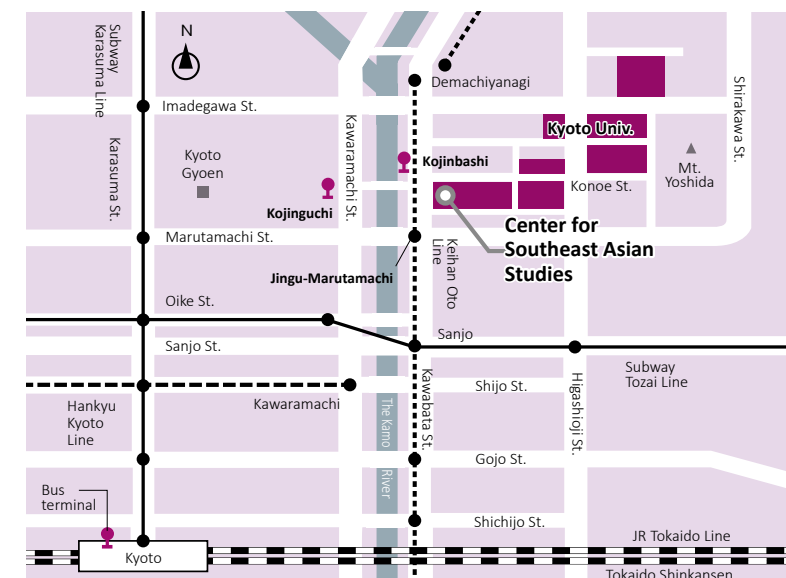 Subway
Karasuma Line
N
Demachiyanagi
Imadegawa St.
Shirakawa St.
Kyoto Univ.
Kawaramachi St.
Karasuma St.
Kyoto
Gyoen
Kojinbashi
Mt.
Yoshida
Konoe St.
Kojinguchi
Center for
Southeast Asian
Studies
Marutamachi St.
Keihan Oto
Line
Jingu-Marutamachi
Oike St.
Sanjo
Sanjo St.
Subway
Tozai Line
Kawabata St.
Higashioji St.
Shijo St.
Kawaramachi
Hankyu
Kyoto
Line
The Kamo
River
Gojo St.
Bus
terminal
Shichijo St.
JR Tokaido Line
Kyoto
Tokaido Shinkansen